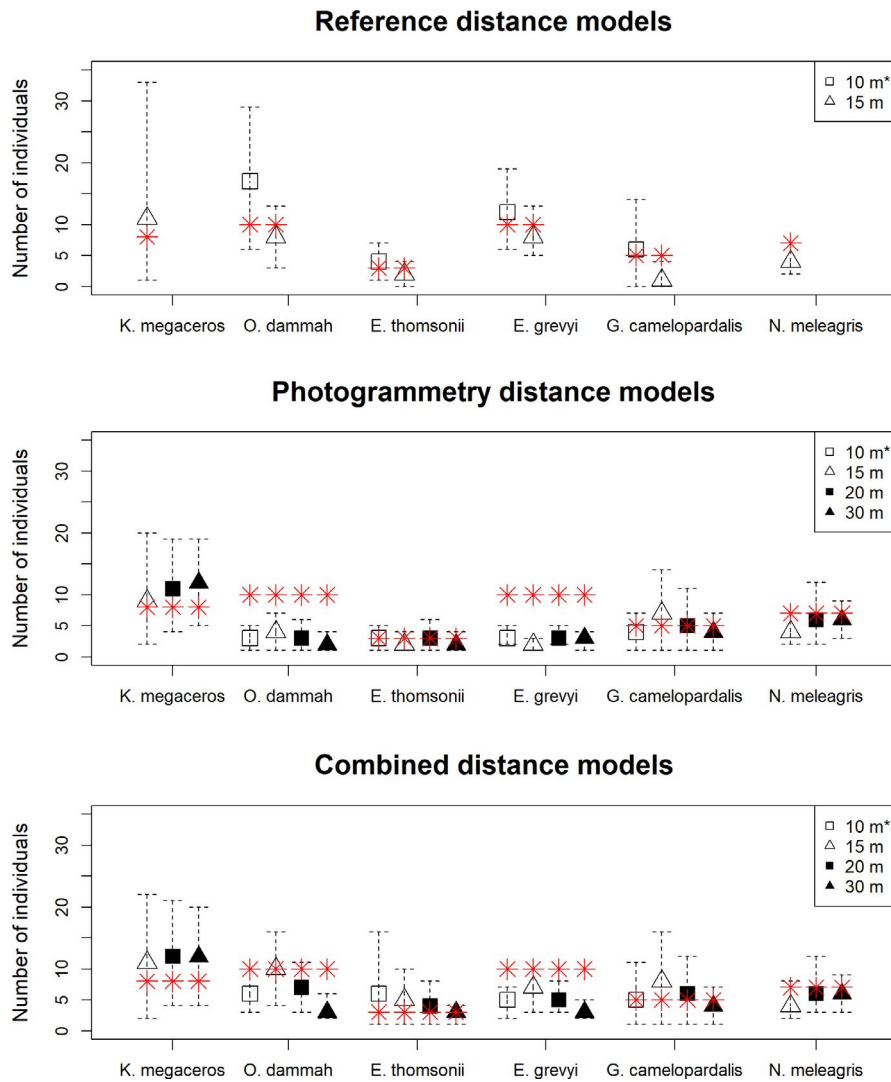 Reference distance models
Number of individuals
30
20
10
5
0
10 m*
15 m
K. megaceros O. dammah E. thomsonii E. grevyi G. camelopardalis N. meleagris
Photogrammetry distance models
Number of individuals
30
20
10
5
0
10 m*
15 m
20 m
30 m
K. megaceros O. dammah E. thomsonii E. grevyi G. camelopardalis N. meleagris
Combined distance models
Number of individuals
30
20
10
5
0
10 m*
15 m
20 m
30 m
K. megaceros O. dammah E. thomsonii E. grevyi G. camelopardalis N. meleagris